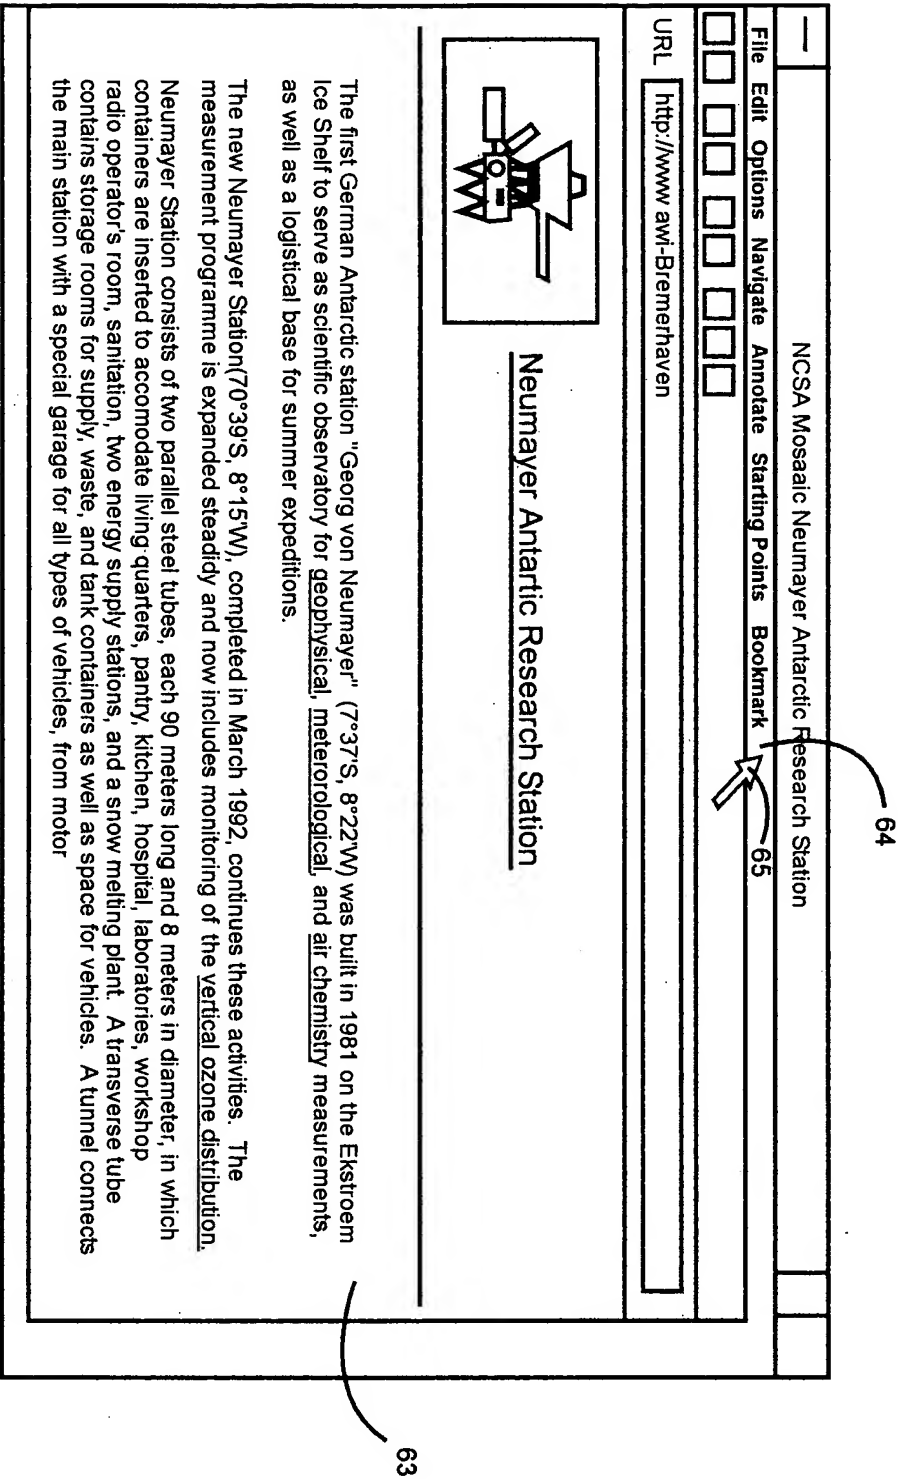 NCSA Mosaaic Neumayer Antarctic Research Station
File Edit Options Navigate Annotate Starting Points Bookmark
64
65
URL http://www awi-Bremerhaven
Neumayer Antartic Research Station
The first German Antarctic station "Georg von Neumayer" (7°37'S, 8°22'W) was built in 1981 on the Ekstroem
Ice Shelf to serve as scientific observatory for geophysical, meterorological, and air chemistry measurements,
as well as a logistical base for summer expeditions.
The new Neumayer Station(70°39'S, 8°15'W), completed in March 1992, continues these activities. The
measurement programme is expanded steadidy and now includes monitoring of the vertical ozone distribution.
Neumayer Station consists of two parallel steel tubes, each 90 meters long and 8 meters in diameter, in which
containers are inserted to accomodate living quarters, pantry, kitchen, hospital, laboratories, workshop
radio operator's room, sanitation, two energy supply stations, and a snow melting plant. A transverse tube
contains storage rooms for supply, waste, and tank containers as well as space for vehicles. A tunnel connects
the main station with a special garage for all types of vehicles, from motor
63